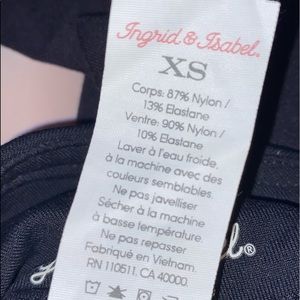 Ingrid & Isabel.
XS
Corps: 87% Nylon /
13% Elastane
Ventre: 90% Nylon /
10% Elastane
Laver à l'eau froide,
à la machine avec des
couleurs semblables
Ne pas javelliser
Sécher à la machine
à basse température.
Ne pas repasser
Fabriqué en Vietnam.
RN 110511. CA 40000.